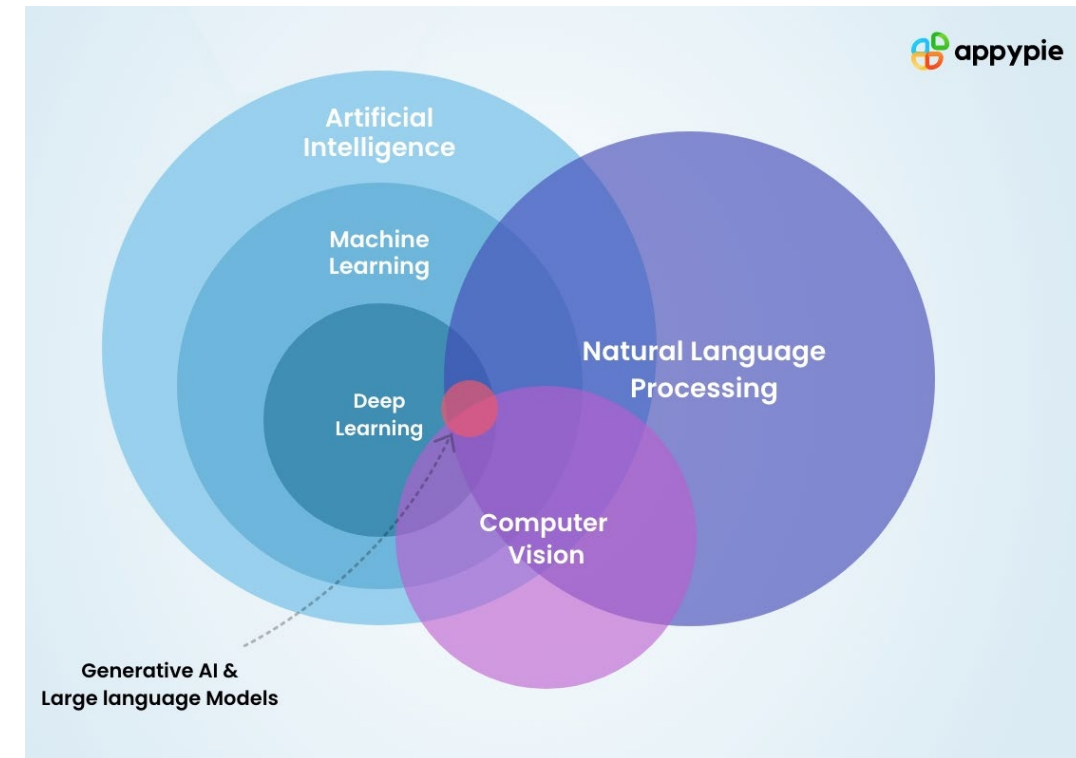 appypie
Artificial
Intelligence
Machine
Learning
Natural Language
Processing
Deep
Learning
Computer
Vision
Generative AI &
Large language Models